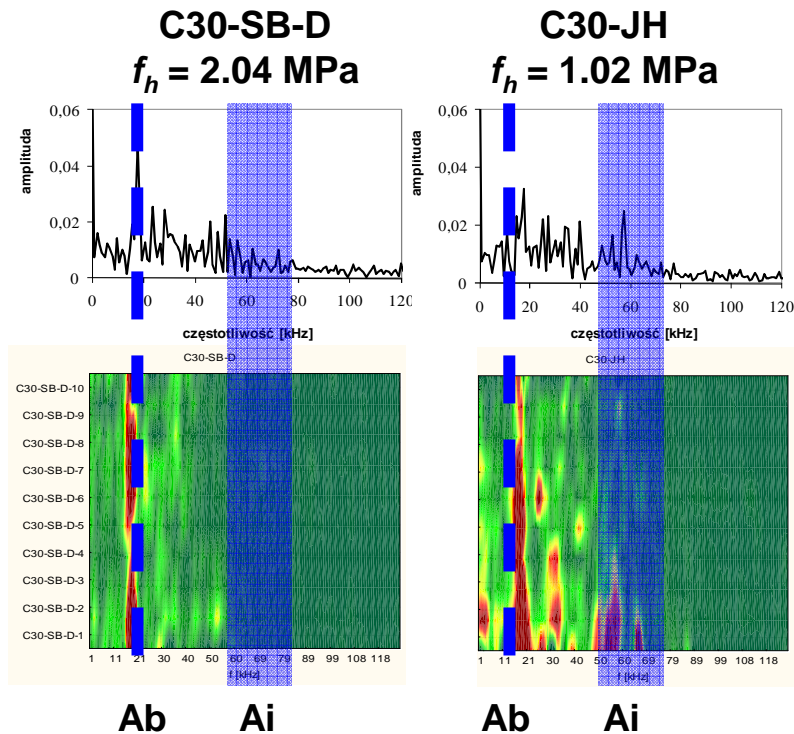 C30-SB-D
f_h = 2.04 MPa
C30-JH
f_h = 1.02 MPa
0,06
0,04
0,02
0
amplituda
0 20 40 60 80 100 120
częstotliwość [kHz]
0,06
0,04
0,02
0
amplituda
0 20 40 60 80 100 120
częstotliwość [kHz]
C30-SB-D
C30-SB-D-10
C30-SB-D-9
C30-SB-D-8
C30-SB-D-7
C30-SB-D-6
C30-SB-D-5
C30-SB-D-4
C30-SB-D-3
C30-SB-D-2
C30-SB-D-1
1 11 21 30 40 50 60 69 79 89 99 108 118
f [kHz]
C30-JH
1 11 21 30 40 50 60 69 79 89 99 108 118
f [kHz]
Ab Ai
Ab Ai